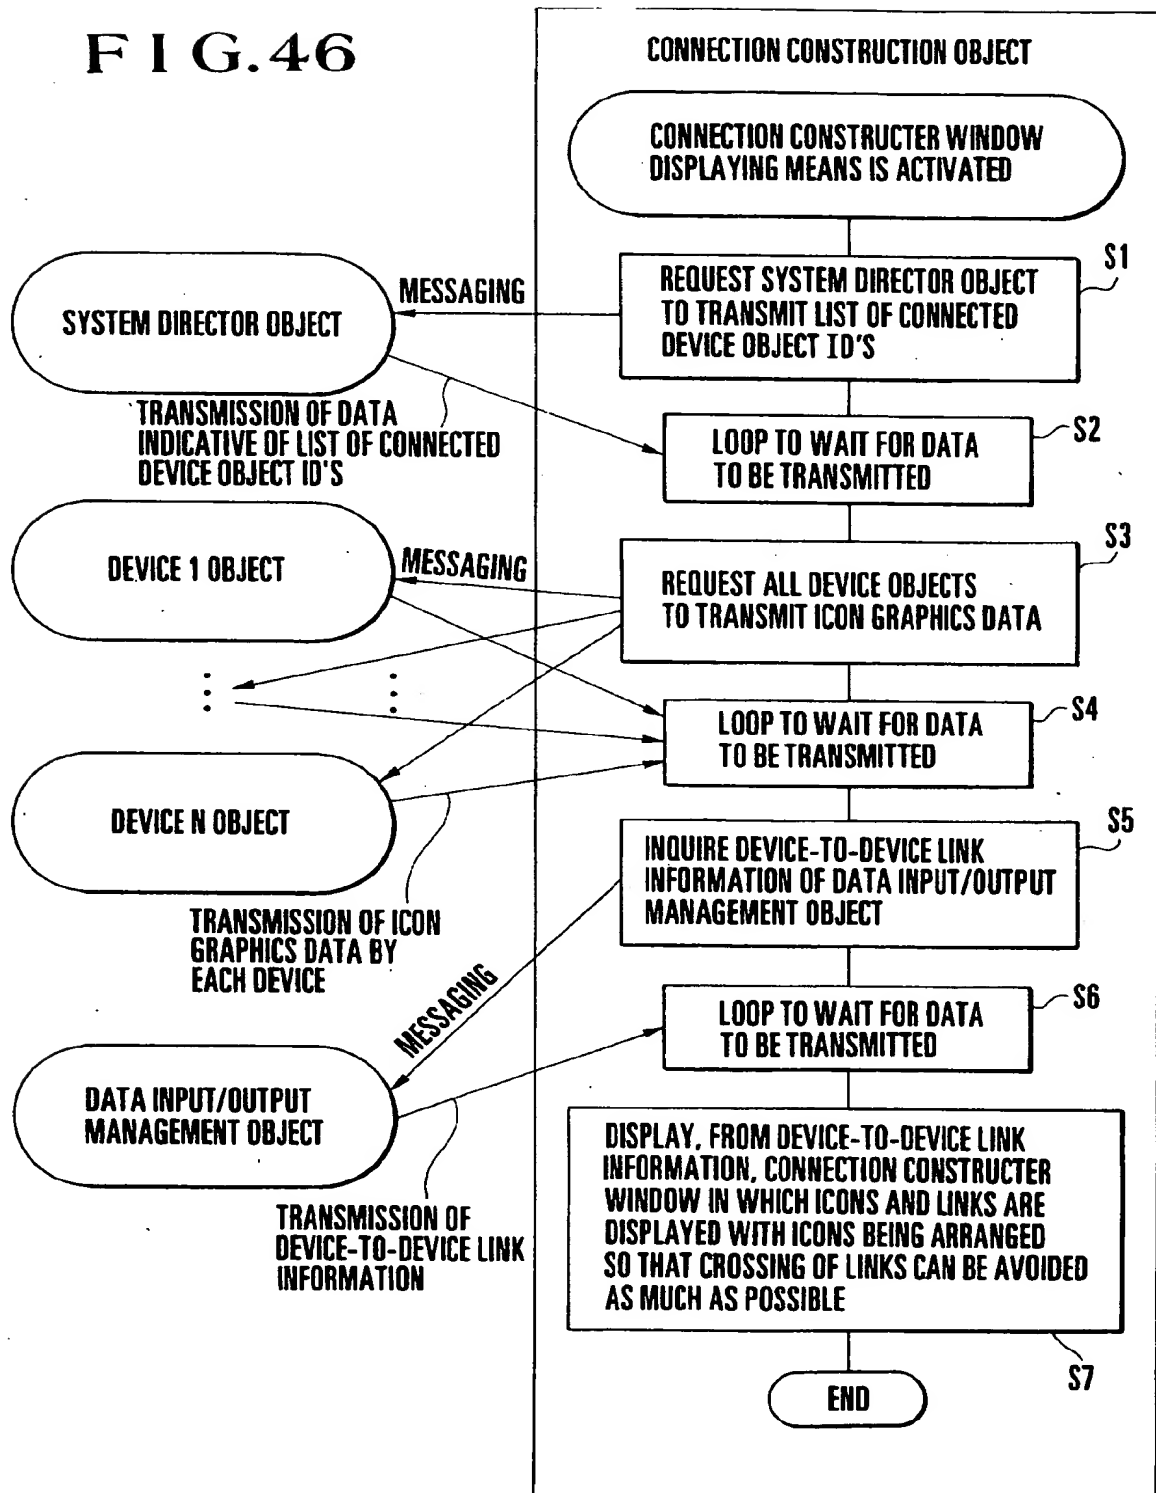 FIG.46
CONNECTION CONSTRUCTION OBJECT
CONNECTION CONSTRUCTER WINDOW
DISPLAYING MEANS IS ACTIVATED
S1
REQUEST SYSTEM DIRECTOR OBJECT
TO TRANSMIT LIST OF CONNECTED
DEVICE OBJECT ID'S
MESSAGING
SYSTEM DIRECTOR OBJECT
TRANSMISSION OF DATA
INDICATIVE OF LIST OF CONNECTED
DEVICE OBJECT ID'S
S2
LOOP TO WAIT FOR DATA
TO BE TRANSMITTED
S3
REQUEST ALL DEVICE OBJECTS
TO TRANSMIT ICON GRAPHICS DATA
MESSAGING
DEVICE 1 OBJECT
S4
LOOP TO WAIT FOR DATA
TO BE TRANSMITTED
DEVICE N OBJECT
TRANSMISSION OF ICON
GRAPHICS DATA BY
EACH DEVICE
S5
INQUIRE DEVICE-TO-DEVICE LINK
INFORMATION OF DATA INPUT/OUTPUT
MANAGEMENT OBJECT
MESSAGING
S6
LOOP TO WAIT FOR DATA
TO BE TRANSMITTED
DATA INPUT/OUTPUT
MANAGEMENT OBJECT
TRANSMISSION OF
DEVICE-TO-DEVICE LINK
INFORMATION
DISPLAY, FROM DEVICE-TO-DEVICE LINK
INFORMATION, CONNECTION CONSTRUCTER
WINDOW IN WHICH ICONS AND LINKS ARE
DISPLAYED WITH ICONS BEING ARRANGED
SO THAT CROSSING OF LINKS CAN BE AVOIDED
AS MUCH AS POSSIBLE
S7
END